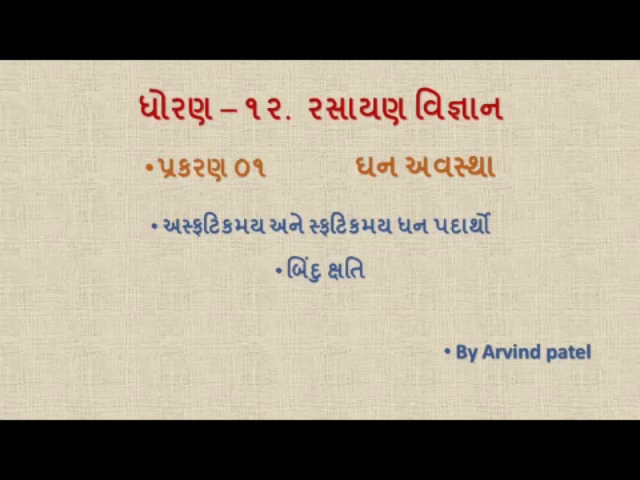 ધોરણ – ૧૨. રસાયણ વિજ્ઞાન
• પ્રકરણ ૦૧ ઘન અવસ્થા
• અસ્ફટિકમય અને સ્ફટિકમય ધન પદાર્થો
• બિંદુ ક્ષતિ
• By Arvind patel